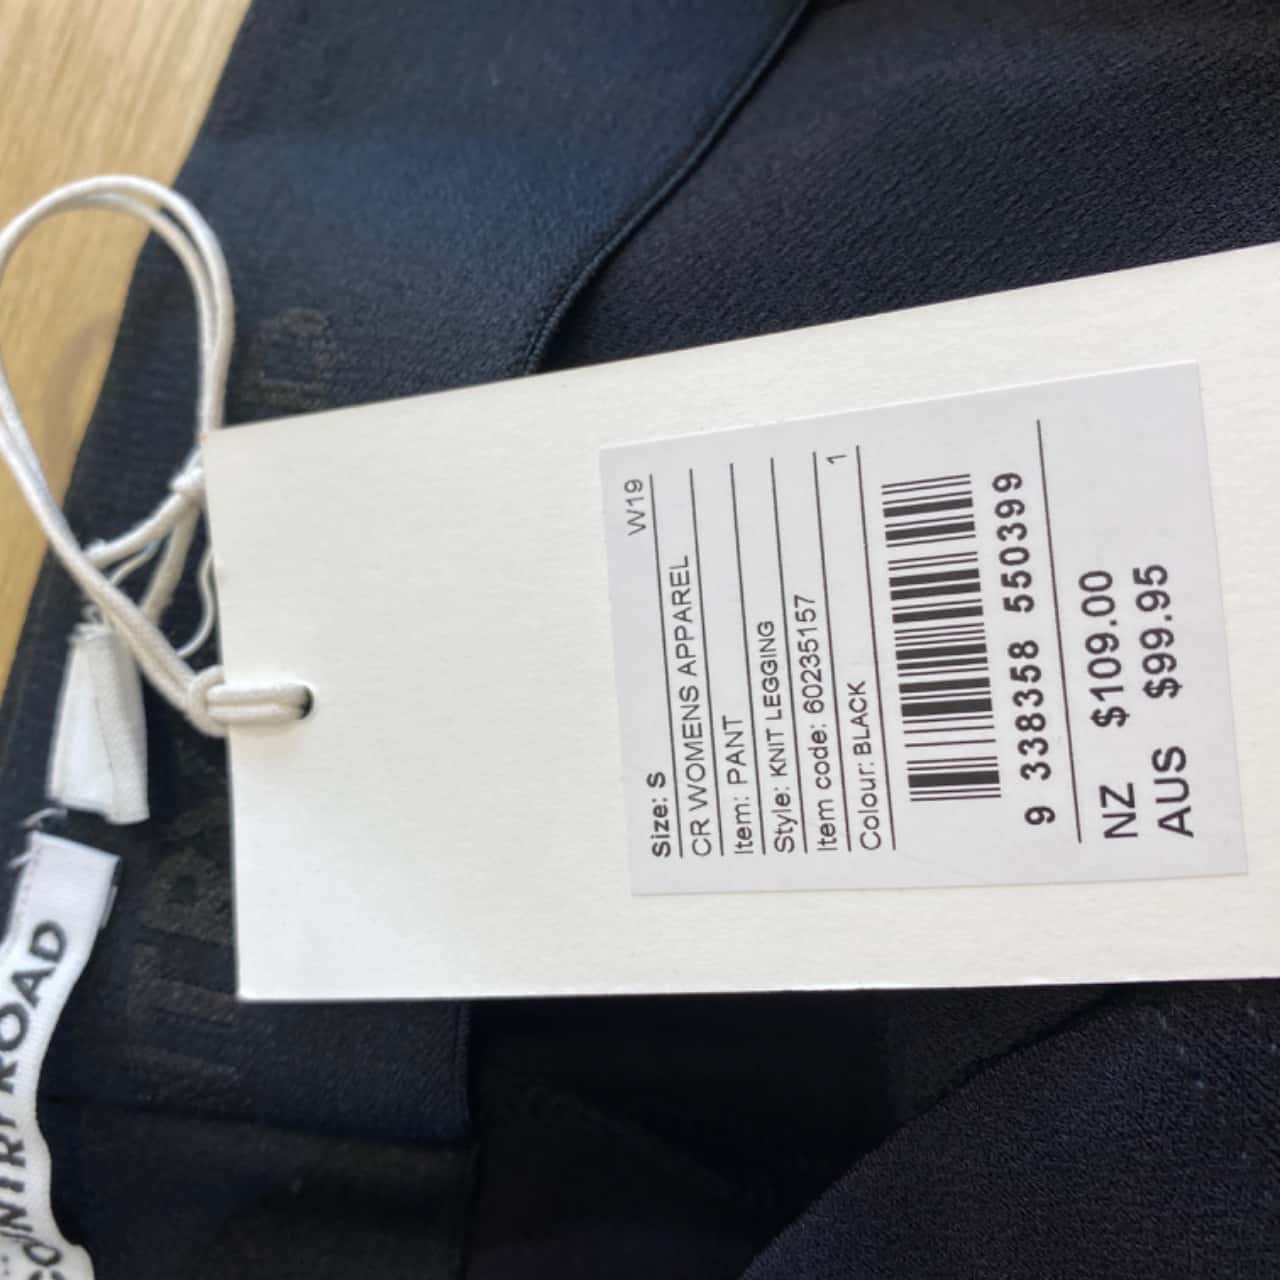 Size: S W19
CR WOMENS APPAREL
Item: PANT
Style: KNIT LEGGING
Item code: 60235157
Colour: BLACK 1
9 338358 550399
NZ $109.00
AUS $99.95
COUNTRY ROAD